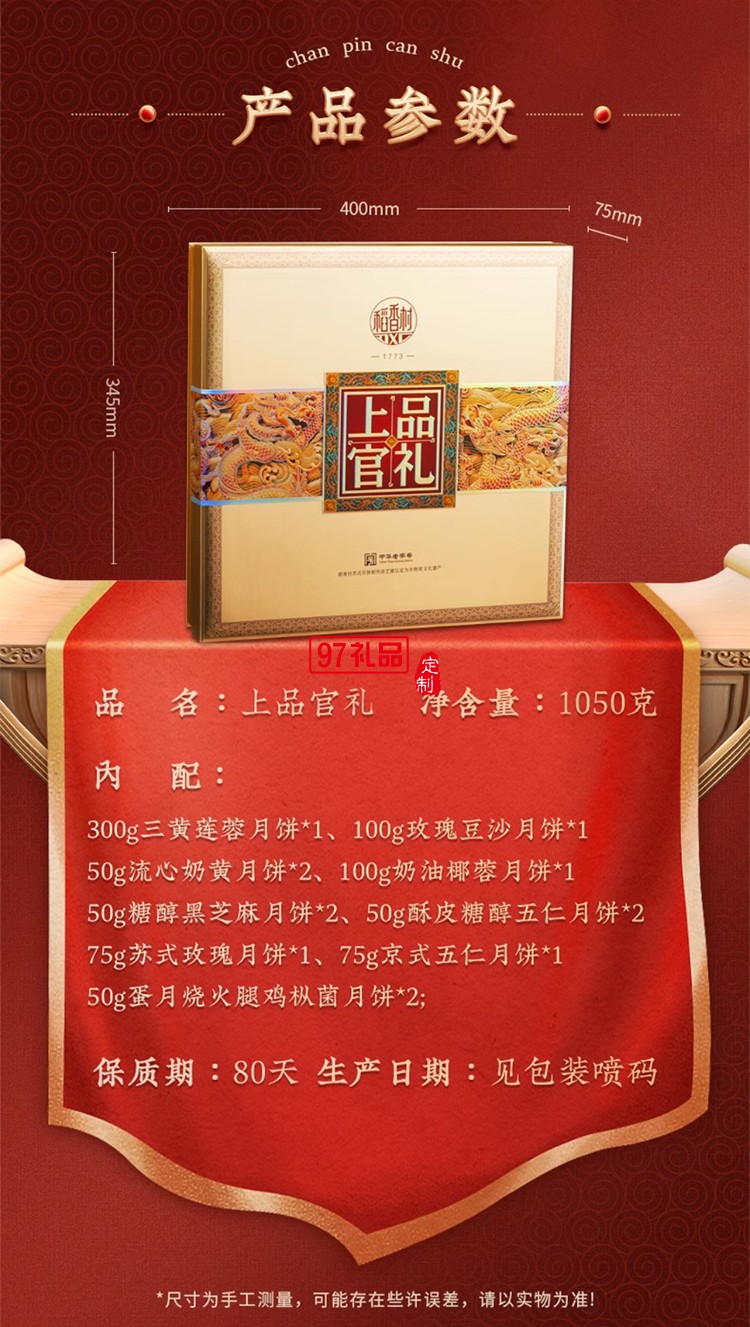 chan pin can shu
产品参数
400mm
75mm
345mm
稻香村
DXC
1773
上品
官礼
中华老字号
97礼品
定制
品 名：上品官礼 净含量：1050克
内 配：
300g三黄莲蓉月饼*1、100g玫瑰豆沙月饼*1
50g流心奶黄月饼*2、100g奶油椰蓉月饼*1
50g糖醇黑芝麻月饼*2、50g酥皮糖醇五仁月饼*2
75g苏式玫瑰月饼*1、75g京式五仁月饼*1
50g蛋月烧火腿鸡枞菌月饼*2;
保质期：80天 生产日期：见包装喷码
*尺寸为手工测量，可能存在些许误差，请以实物为准!